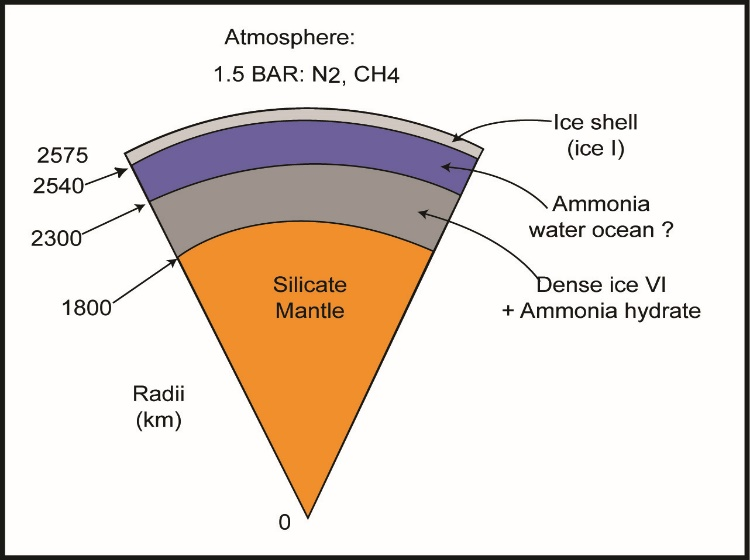 Atmosphere:
1.5 BAR: N2, CH4
2575
2540
2300
1800
Radii
(km)
0
Silicate
Mantle
Ice shell
(ice I)
Ammonia
water ocean ?
Dense ice VI
+ Ammonia hydrate